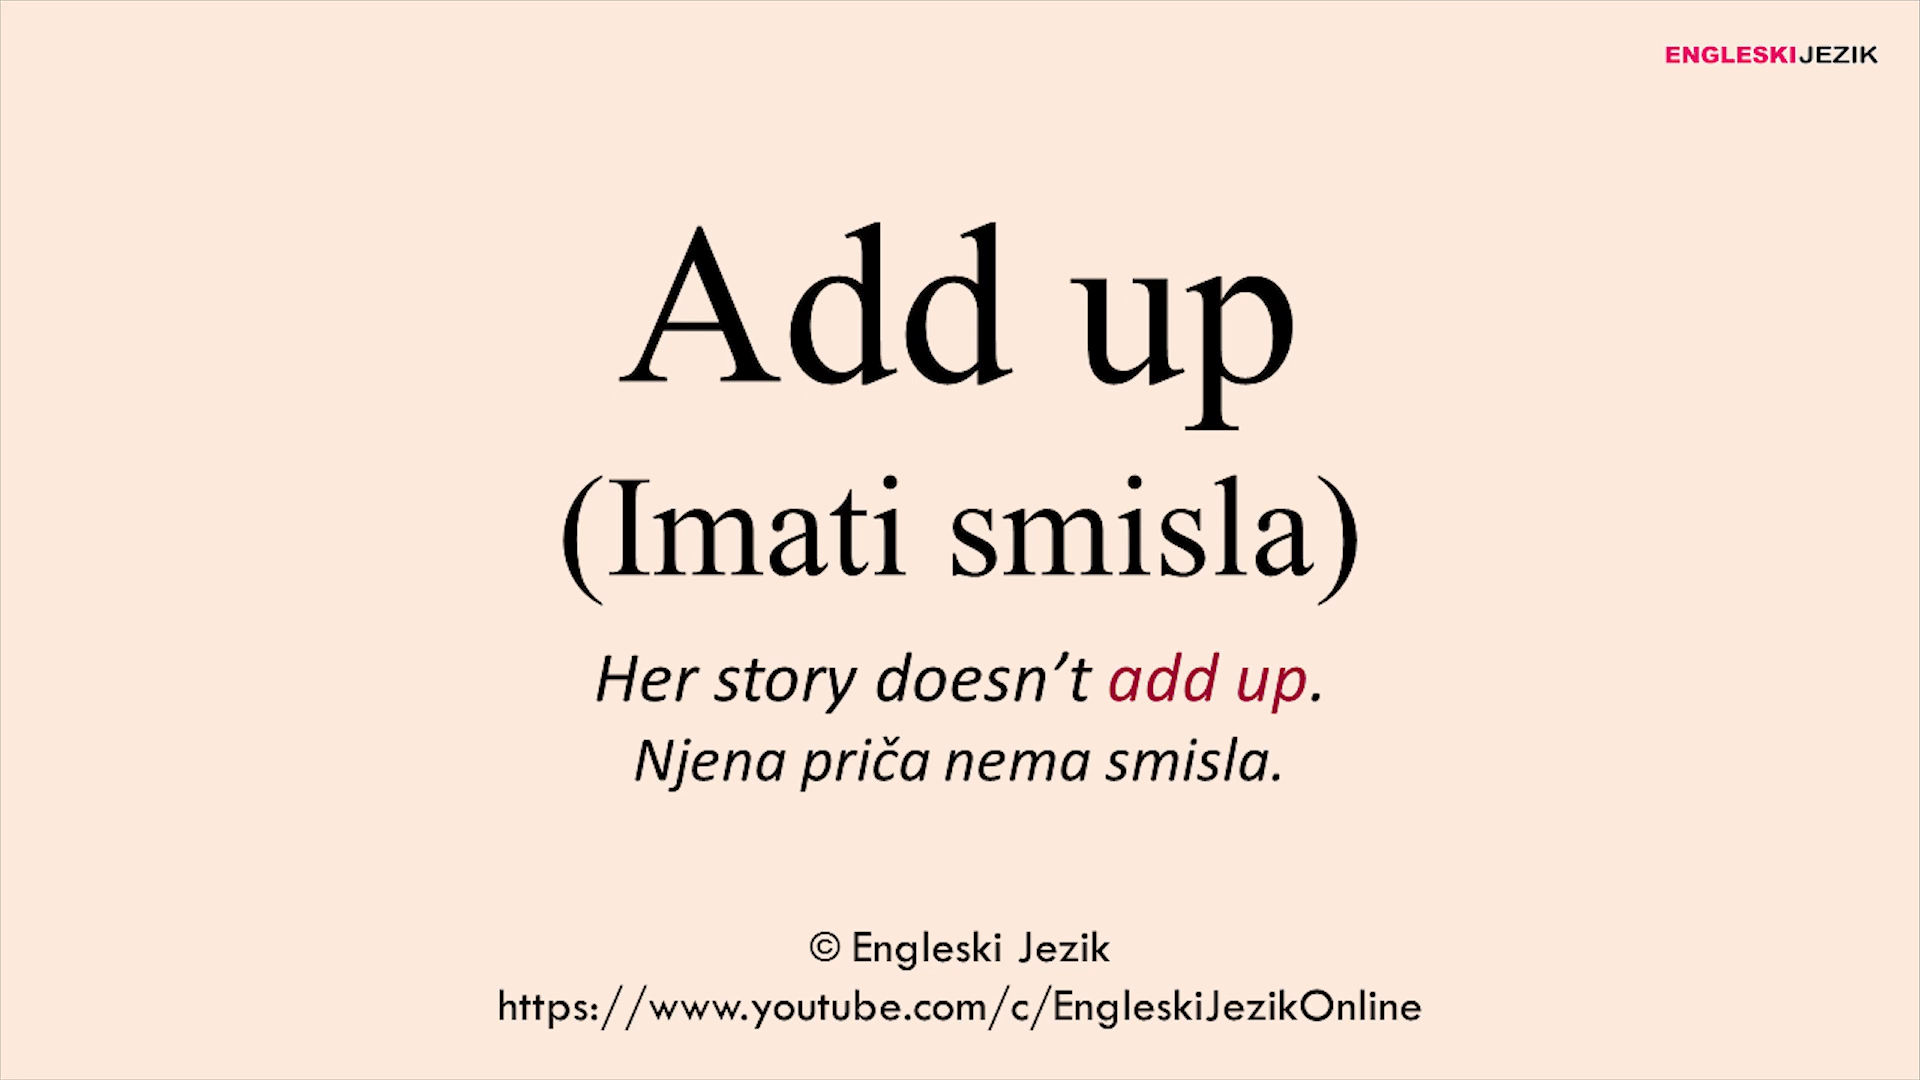 ENGLESKIJEZIK
Add up
(Imati smisla)
Her story doesn’t add up.
Njena priča nema smisla.
© Engleski Jezik
https://www.youtube.com/c/EngleskiJezikOnline